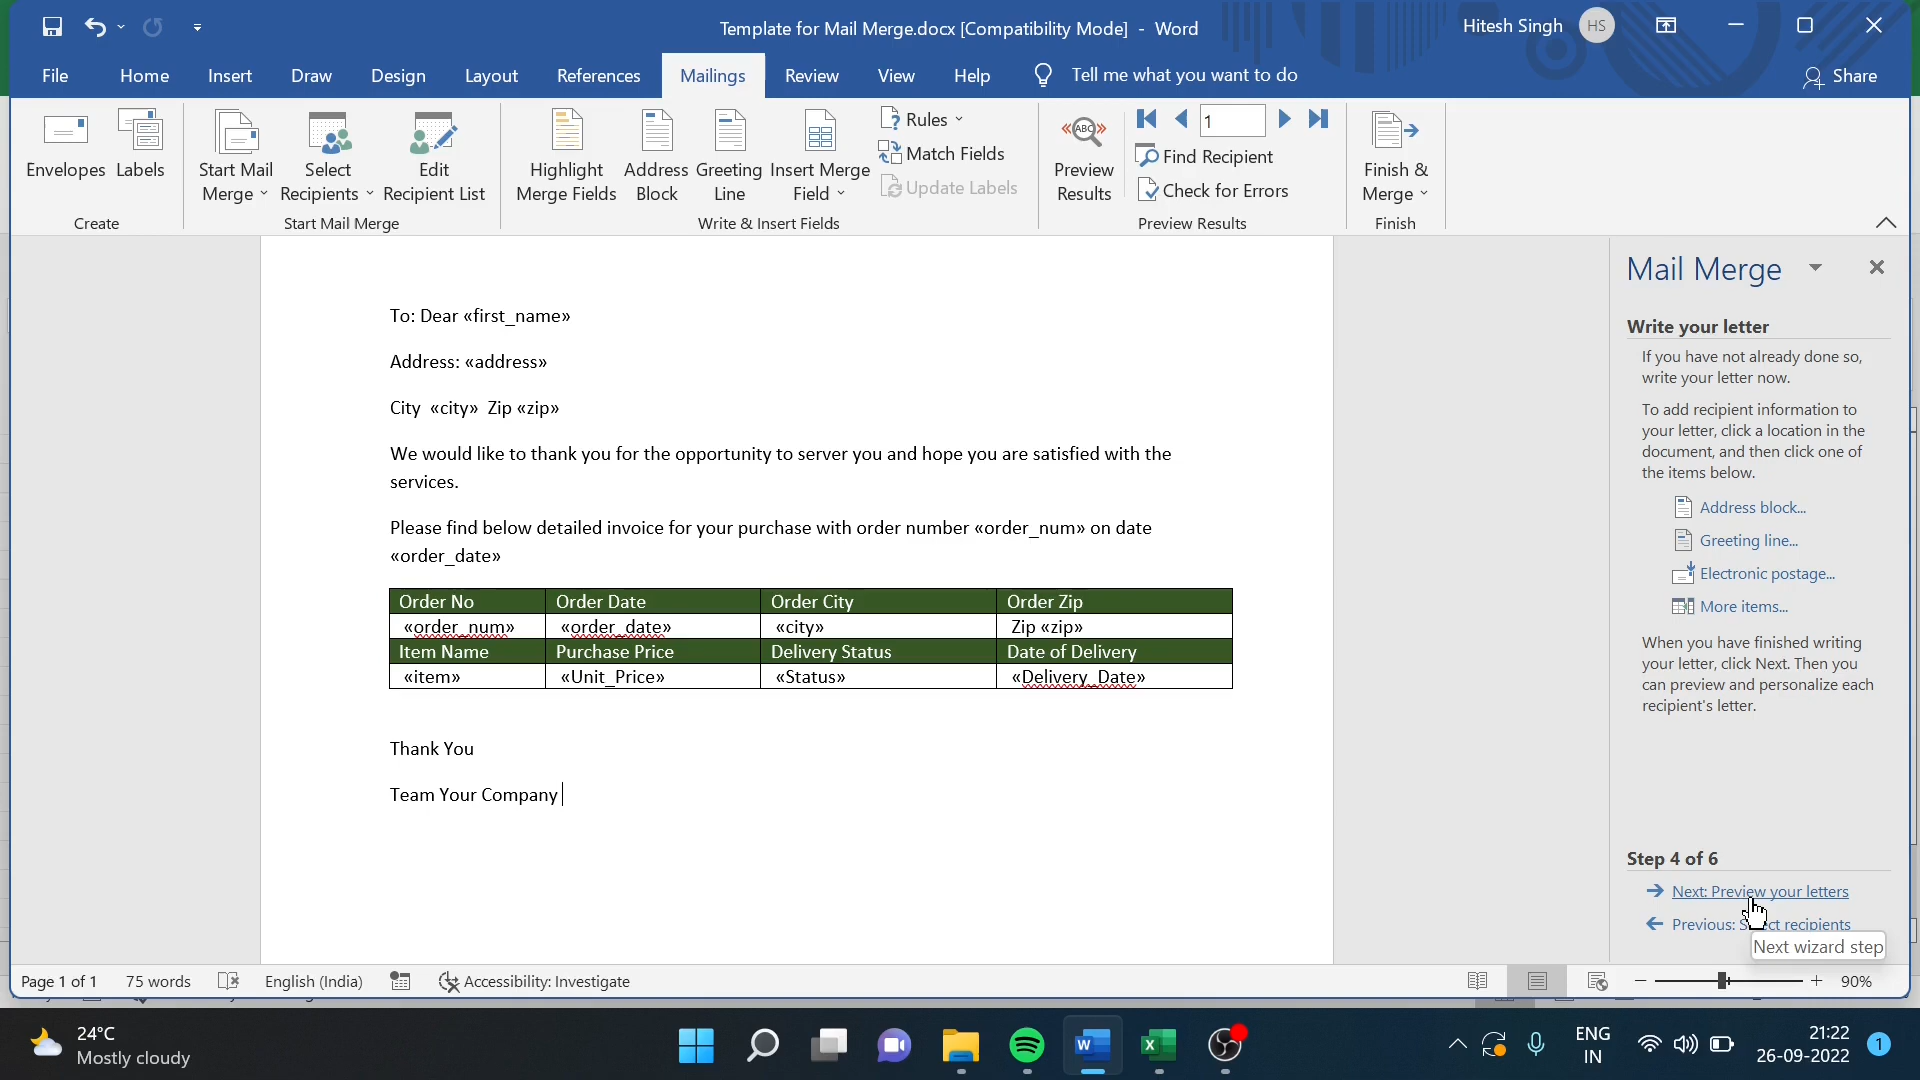 Template for Mail Merge.docx [Compatibility Mode] - Word
Hitesh Singh HS
File Home Insert Draw Design Layout References Mailings Review View Help Tell me what you want to do Share
Envelopes
Labels
Create
Start Mail
Merge
Select
Recipients
Edit
Recipient List
Start Mail Merge
Highlight
Merge Fields
Address
Block
Greeting
Line
Insert Merge
Field
Rules
Match Fields
Update Labels
Write & Insert Fields
«ABC»
Preview
Results
1
Find Recipient
Check for Errors
Preview Results
Finish &
Merge
Finish
To: Dear «first_name»
Address: «address»
City «city» Zip «zip»
We would like to thank you for the opportunity to server you and hope you are satisfied with the
services.
Please find below detailed invoice for your purchase with order number «order_num» on date
«order_date»
Order No Order Date Order City Order Zip
«order_num» «order_date» «city» Zip «zip»
Item Name Purchase Price Delivery Status Date of Delivery
«item» «Unit_Price» «Status» «Delivery_Date»
Thank You
Team Your Company
Mail Merge
Write your letter
If you have not already done so,
write your letter now.
To add recipient information to
your letter, click a location in the
document, and then click one of
the items below.
Address block...
Greeting line...
Electronic postage...
More items...
When you have finished writing
your letter, click Next. Then you
can preview and personalize each
recipient's letter.
Step 4 of 6
Next: Preview your letters
Previous: recipients
Next wizard step
Page 1 of 1 75 words English (India) Accessibility: Investigate 90%
24°C
Mostly cloudy
W
X
ENG
IN
21:22
26-09-2022
1